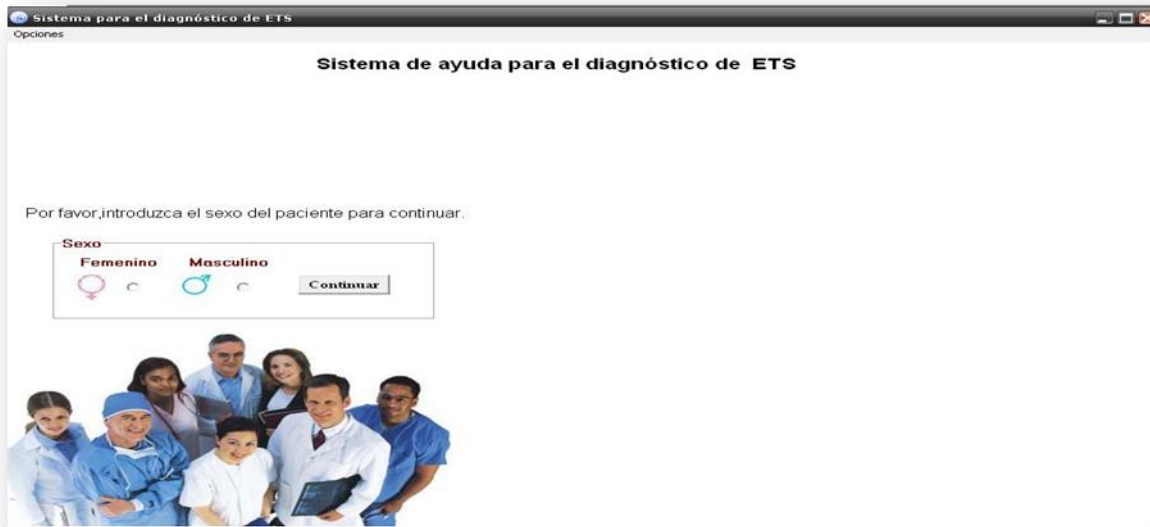 Sistema para el diagnóstico de ETS
Opciones
Sistema de ayuda para el diagnóstico de ETS
Por favor,introduzca el sexo del paciente para continuar.
Sexo
Femenino Masculino
Continuar